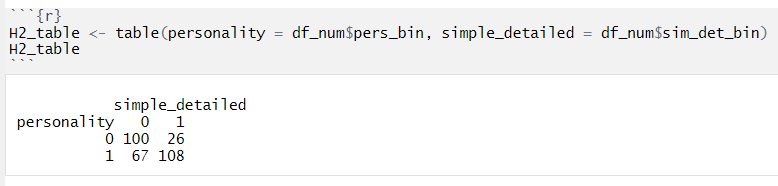 ```{r}
H2_table <- table(personality = df_num$pers_bin, simple_detailed = df_num$sim_det_bin)
H2_table
```
simple_detailed
personality 0 1
0 100 26
1 67 108